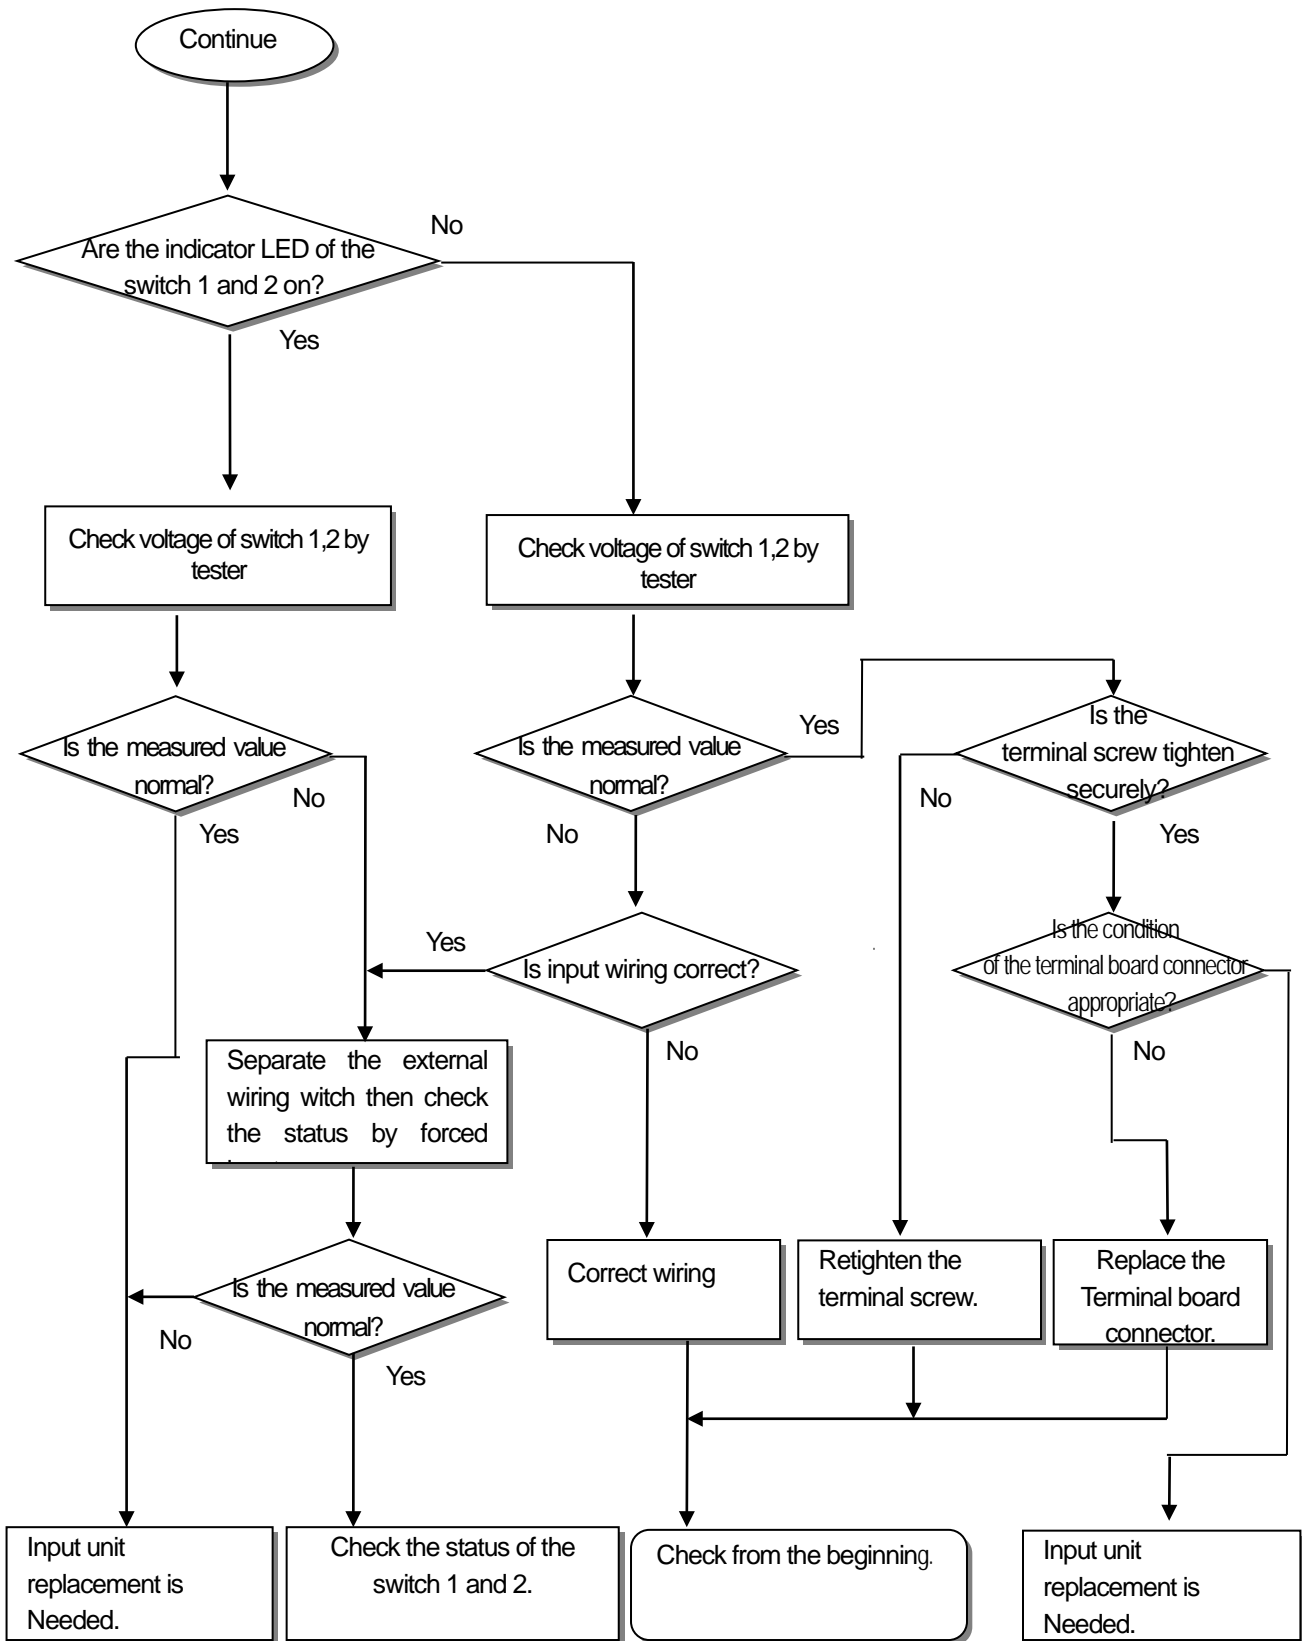 Continue
No
Are the indicator LED of the
switch 1 and 2 on?
Yes
Check voltage of switch 1,2 by
tester
Check voltage of switch 1,2 by
tester
Is the measured value
normal?
No
Yes
Is the measured value
normal?
Yes
No
Is the
terminal screw tighten
securely?
No
Yes
Yes
Is input wiring correct?
No
Is the condition
of the terminal board connector
appropriate?
No
Separate the external
wiring witch then check
the status by forced
Is the measured value
normal?
No
Yes
Correct wiring
Retighten the
terminal screw.
Replace the
Terminal board
connector.
Input unit
replacement is
Needed.
Check the status of the
switch 1 and 2.
Check from the beginning.
Input unit
replacement is
Needed.